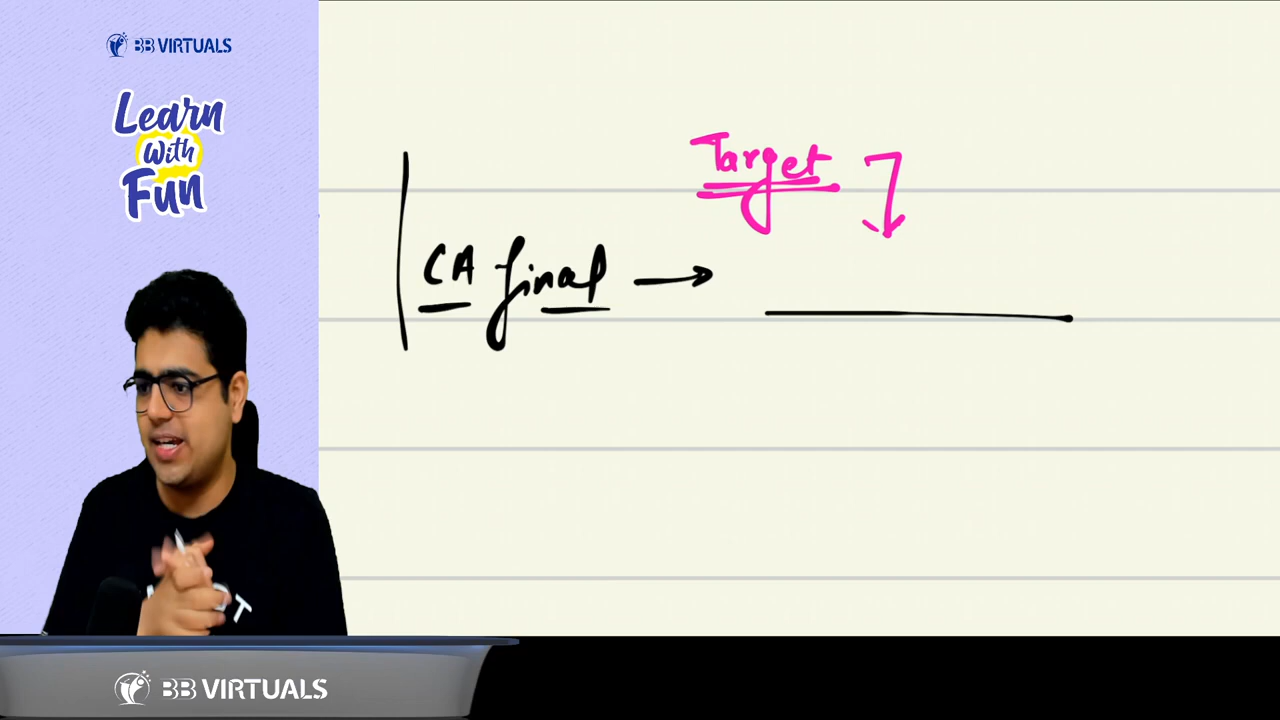 BB VIRTUALS
Learn
With
Fun
Target
CA final →
BB VIRTUALS